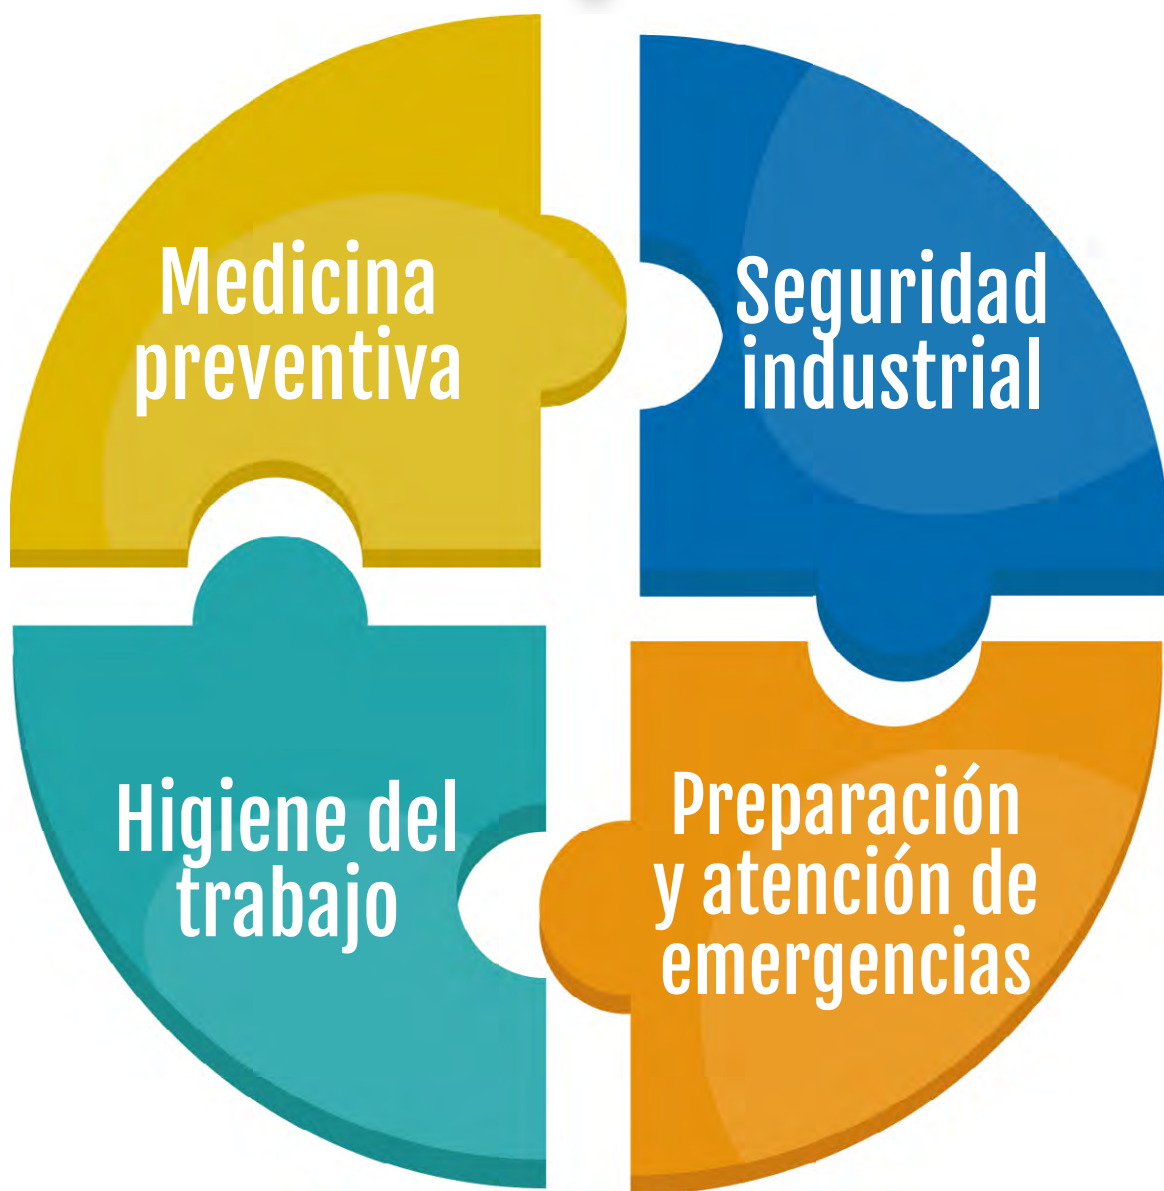 Medicina
preventiva
Seguridad
industrial
Higiene del
trabajo
Preparación
y atención de
emergencias